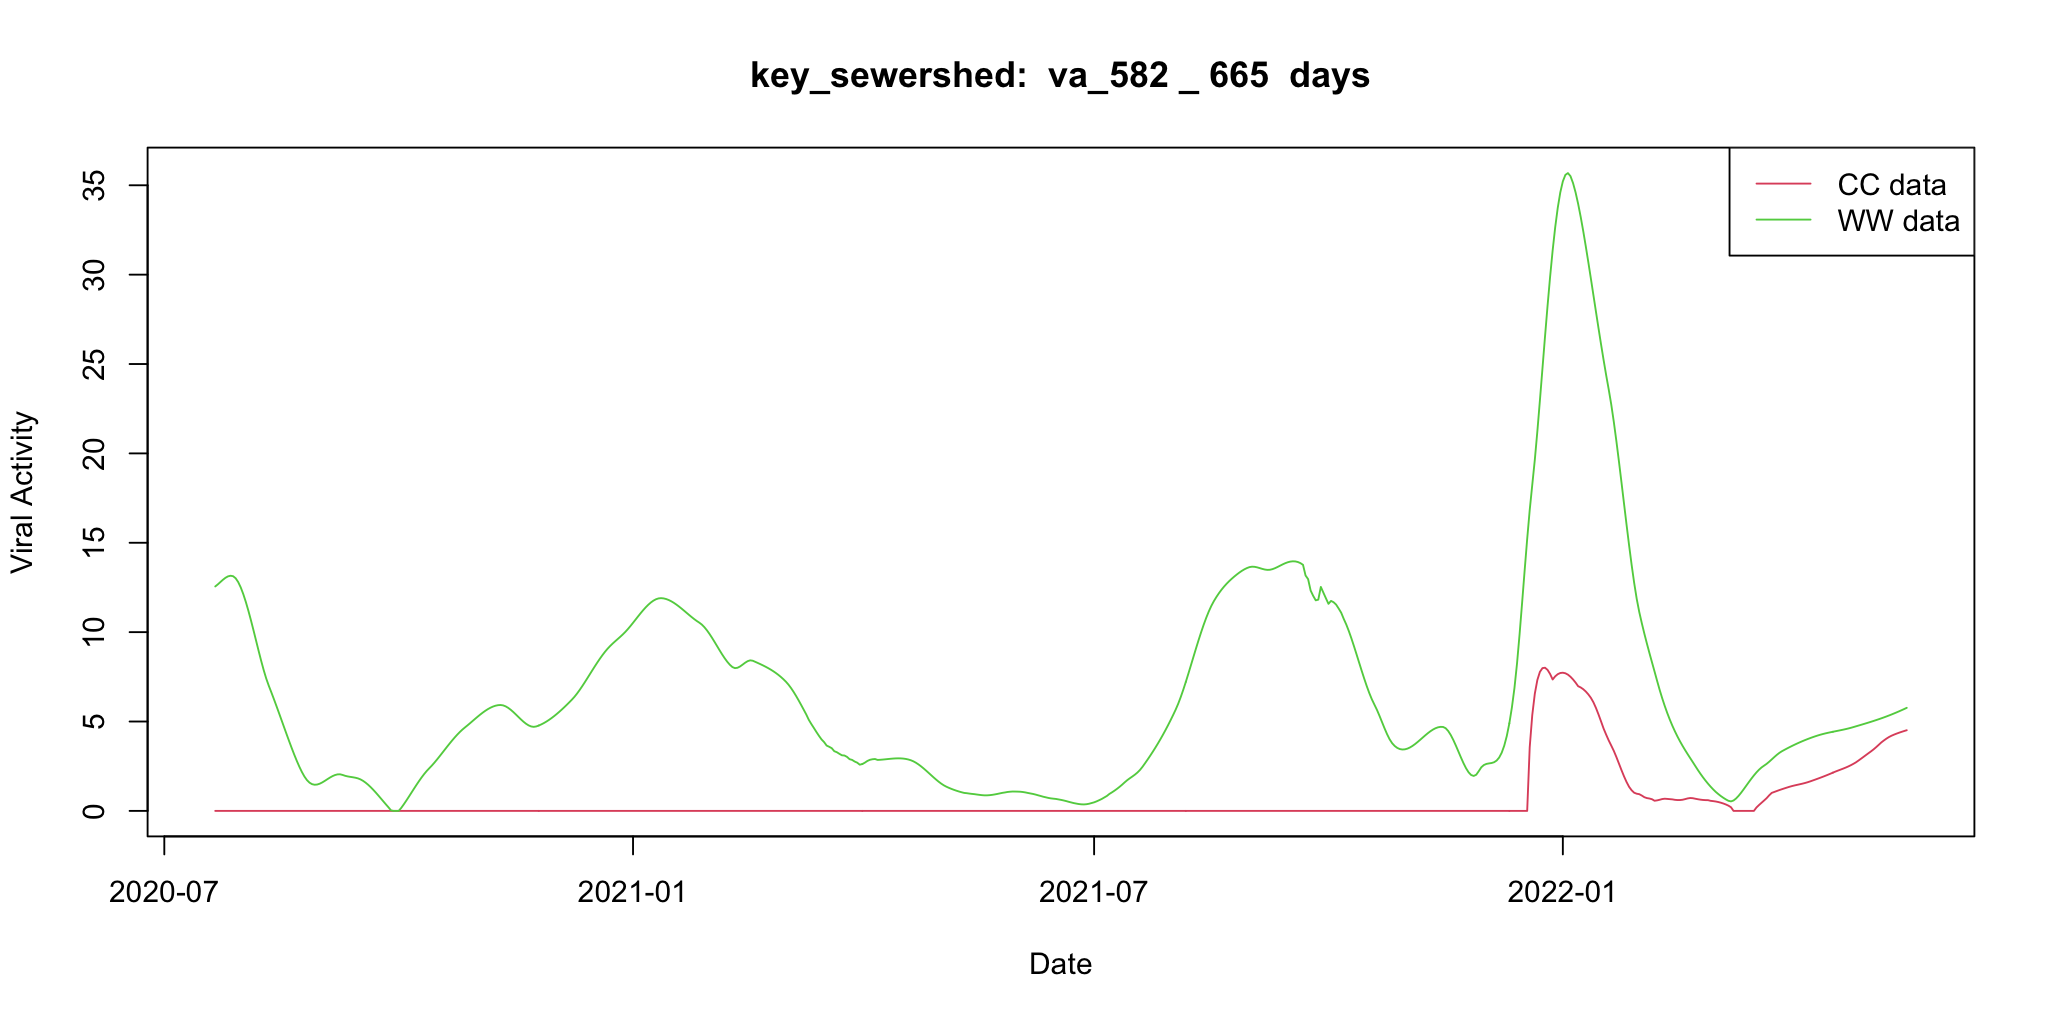 key_sewershed: va_582 _ 665 days
CC data
WW data
Viral Activity
35
30
25
20
15
10
5
0
2020-07 2021-01 2021-07 2022-01
Date